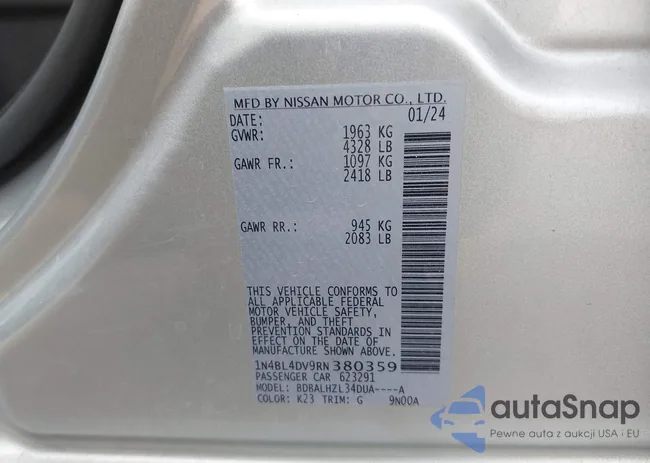 MFD BY NISSAN MOTOR CO., LTD.
DATE: 01/24
GVWR: 1963 KG
4328 LB
GAWR FR.: 1097 KG
2418 LB
GAWR RR.: 945 KG
2083 LB
THIS VEHICLE CONFORMS TO
ALL APPLICABLE FEDERAL
MOTOR VEHICLE SAFETY,
BUMPER, AND THEFT
PREVENTION STANDARDS IN
EFFECT ON THE DATE OF
MANUFACTURE SHOWN ABOVE.
1N4BL4DV9RN380359
PASSENGER CAR 623291
MODEL: BDBALHZL34DUA----A
COLOR: K23 TRIM: G 9N00A
autaSnap
Pewne auta z aukcji USA i EU